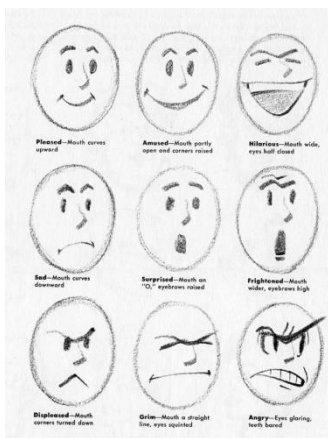 Pleased—Mouth curves
upward
Amused—Mouth partly
open and corners raised
Hilarious—Mouth wide,
eyes half closed
Sad—Mouth curves
downward
Surprised—Mouth an
"O," eyebrows raised
Frightened—Mouth
wider, eyebrows high
Displeased—Mouth
corners turned down
Grim—Mouth a straight
line, eyes squinted
Angry—Eyes glaring,
teeth bared